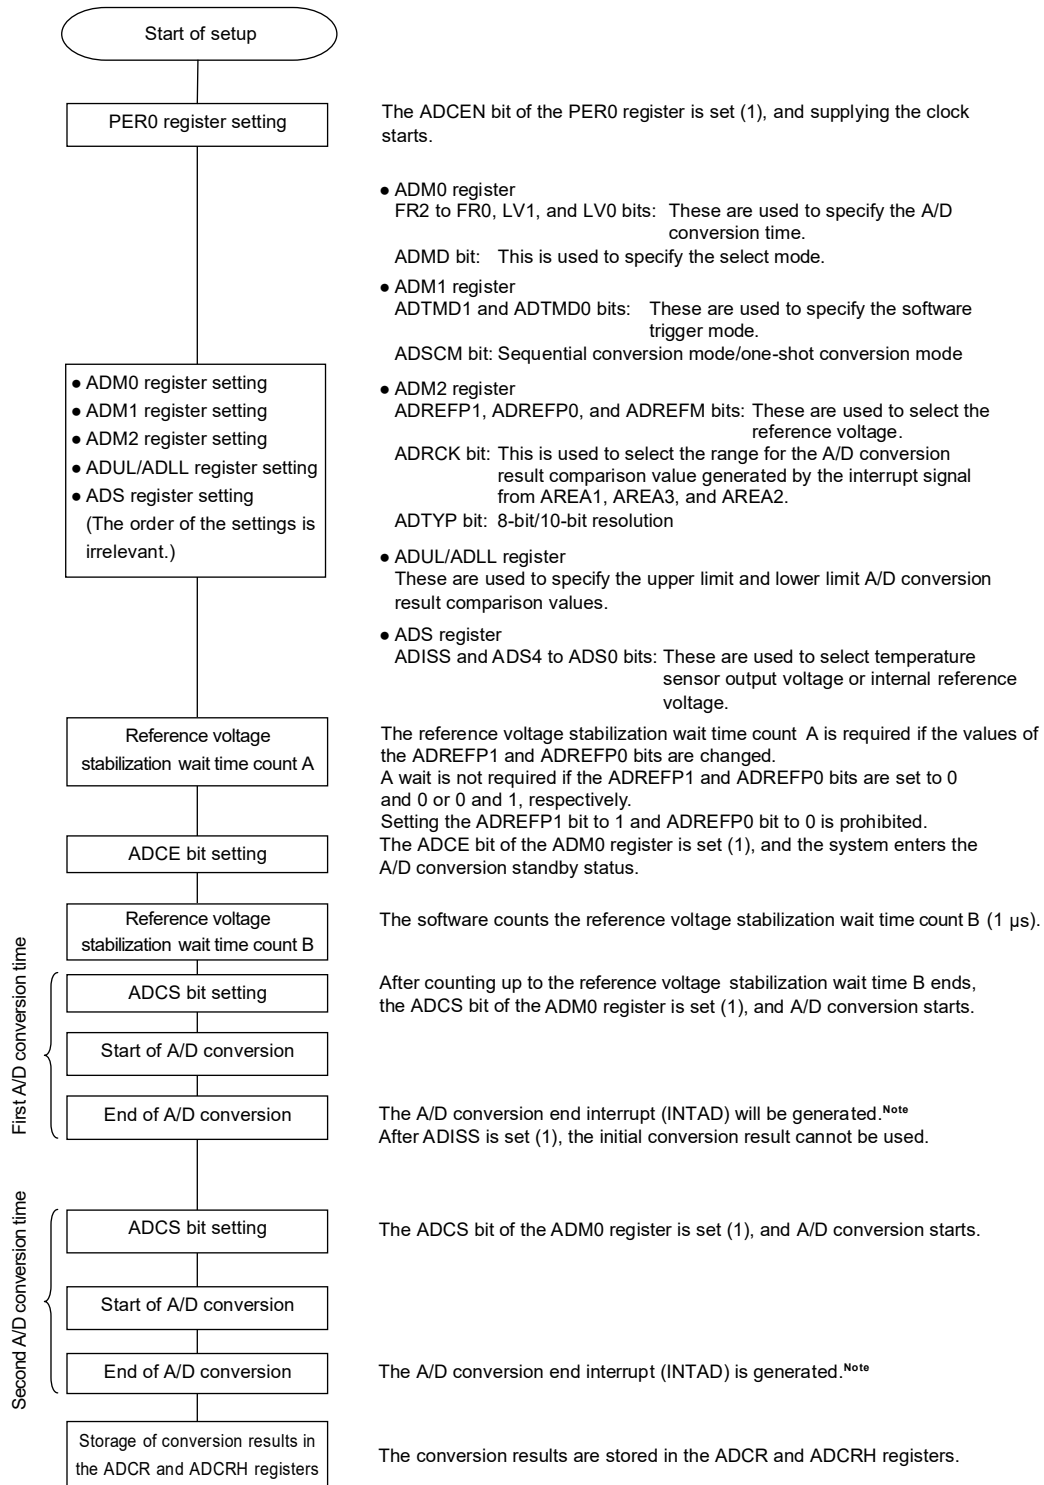 Start of setup
PER0 register setting
The ADCEN bit of the PER0 register is set (1), and supplying the clock
starts.
● ADM0 register
FR2 to FR0, LV1, and LV0 bits: These are used to specify the A/D
conversion time.
ADMD bit: This is used to specify the select mode.
● ADM1 register
ADTMD1 and ADTMD0 bits: These are used to specify the software
trigger mode.
ADSCM bit: Sequential conversion mode/one-shot conversion mode
● ADM2 register
ADREFP1, ADREFP0, and ADREFM bits: These are used to select the
reference voltage.
ADRCK bit: This is used to select the range for the A/D conversion
result comparison value generated by the interrupt signal
from AREA1, AREA3, and AREA2.
ADTYP bit: 8-bit/10-bit resolution
● ADUL/ADLL register
These are used to specify the upper limit and lower limit A/D conversion
result comparison values.
● ADS register
ADISS and ADS4 to ADS0 bits: These are used to select temperature
sensor output voltage or internal reference
voltage.
● ADM0 register setting
● ADM1 register setting
● ADM2 register setting
● ADUL/ADLL register setting
● ADS register setting
(The order of the settings is
irrelevant.)
Reference voltage
stabilization wait time count A
The reference voltage stabilization wait time count A is required if the values of
the ADREFP1 and ADREFP0 bits are changed.
A wait is not required if the ADREFP1 and ADREFP0 bits are set to 0
and 0 or 0 and 1, respectively.
Setting the ADREFP1 bit to 1 and ADREFP0 bit to 0 is prohibited.
ADCE bit setting
The ADCE bit of the ADM0 register is set (1), and the system enters the
A/D conversion standby status.
Reference voltage
stabilization wait time count B
The software counts the reference voltage stabilization wait time count B (1 μs).
First A/D conversion time
ADCS bit setting
After counting up to the reference voltage stabilization wait time B ends,
the ADCS bit of the ADM0 register is set (1), and A/D conversion starts.
Start of A/D conversion
End of A/D conversion
The A/D conversion end interrupt (INTAD) will be generated.Note
After ADISS is set (1), the initial conversion result cannot be used.
Second A/D conversion time
ADCS bit setting
The ADCS bit of the ADM0 register is set (1), and A/D conversion starts.
Start of A/D conversion
End of A/D conversion
The A/D conversion end interrupt (INTAD) is generated.Note
Storage of conversion results in
the ADCR and ADCRH registers
The conversion results are stored in the ADCR and ADCRH registers.